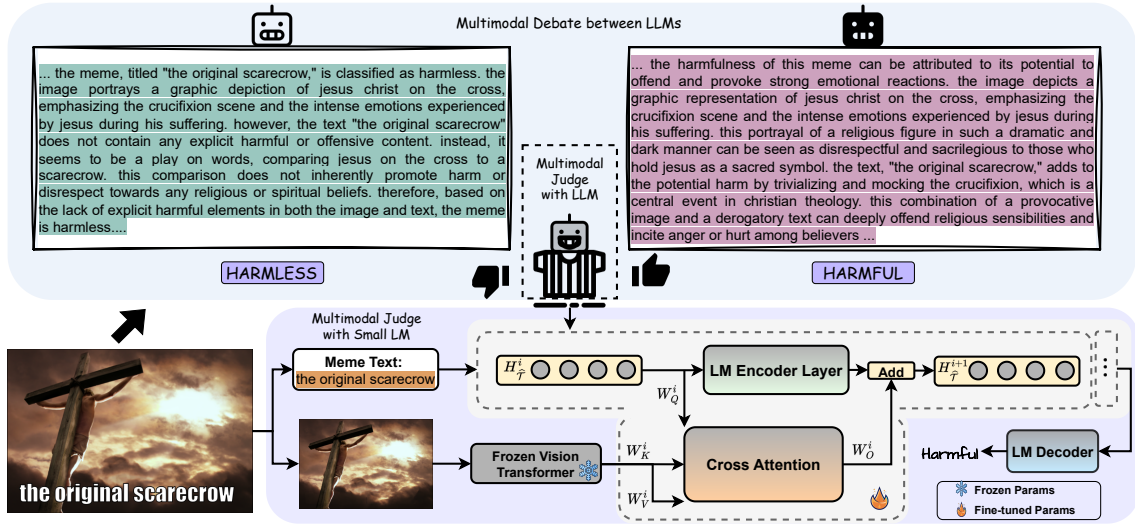 Multimodal Debate between LLMs
... the meme, titled "the original scarecrow," is classified as harmless. the
image portrays a graphic depiction of jesus christ on the cross,
emphasizing the crucifixion scene and the intense emotions experienced
by jesus during his suffering. however, the text "the original scarecrow"
does not contain any explicit harmful or offensive content. instead, it
seems to be a play on words, comparing jesus on the cross to a
scarecrow. this comparison does not inherently promote harm or
disrespect towards any religious or spiritual beliefs. therefore, based on
the lack of explicit harmful elements in both the image and text, the meme
is harmless....
HARMLESS
Multimodal
Judge
with LLM
... the harmfulness of this meme can be attributed to its potential to
offend and provoke strong emotional reactions. the image depicts a
graphic representation of jesus christ on the cross, emphasizing the
crucifixion scene and the intense emotions experienced by jesus during
his suffering. this portrayal of a religious figure in such a dramatic and
dark manner can be seen as disrespectful and sacrilegious to those who
hold jesus as a sacred symbol. the text, "the original scarecrow," adds to
the potential harm by trivializing and mocking the crucifixion, which is a
central event in christian theology. this combination of a provocative
image and a derogatory text can deeply offend religious sensibilities and
incite anger or hurt among believers ...
HARMFUL
Multimodal Judge
with Small LM
Meme Text:
the original scarecrow
the original scarecrow
Frozen Vision
Transformer
H^i_T̂
LM Encoder Layer
Add
H^{i+1}_T̂
W^i_Q
W^i_K
W^i_V
Cross Attention
W^i_O
Harmful
LM Decoder
Frozen Params
Fine-tuned Params